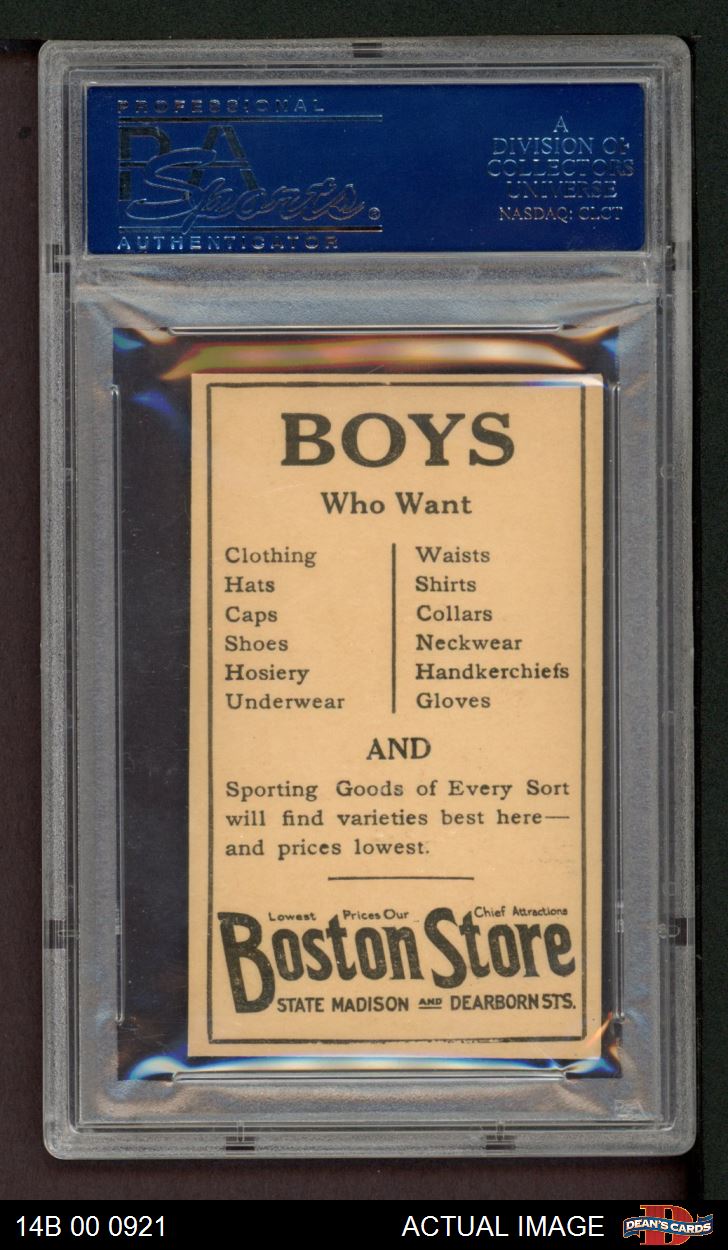 PROFESSIONAL
PSA
Sports®
AUTHENTICATOR
A
DIVISION OF
COLLECTORS
UNIVERSE
NASDAQ: CLCT
BOYS
Who Want
Clothing
Hats
Caps
Shoes
Hosiery
Underwear
Waists
Shirts
Collars
Neckwear
Handkerchiefs
Gloves
AND
Sporting Goods of Every Sort
will find varieties best here—
and prices lowest.
Lowest Prices Our Chief Attractions
Boston Store
STATE MADISON AND DEARBORN STS.
14B 00 0921
ACTUAL IMAGE
DEAN'S CARDS